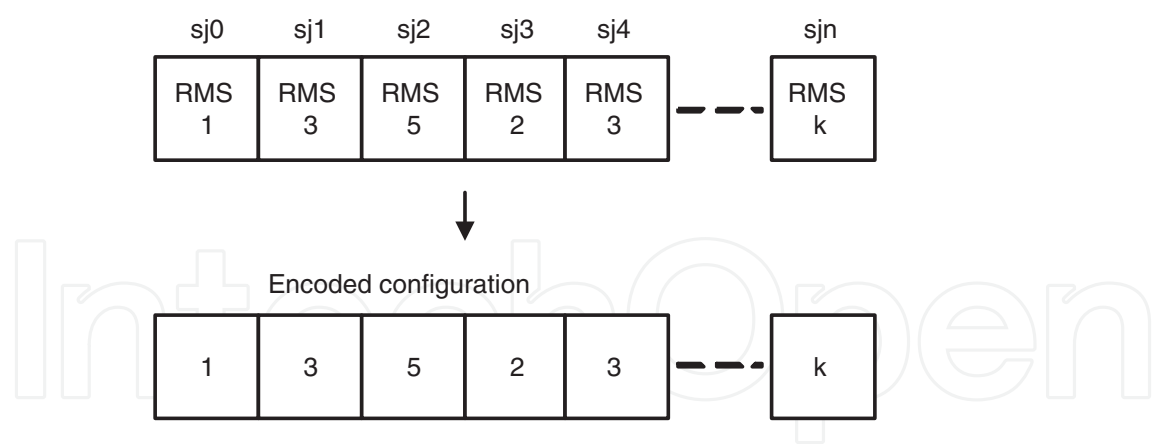 sj0 sj1 sj2 sj3 sj4 sjn
RMS RMS RMS RMS RMS RMS
1 3 5 2 3 k
Encoded configuration
IntechOpen
1 3 5 2 3 k